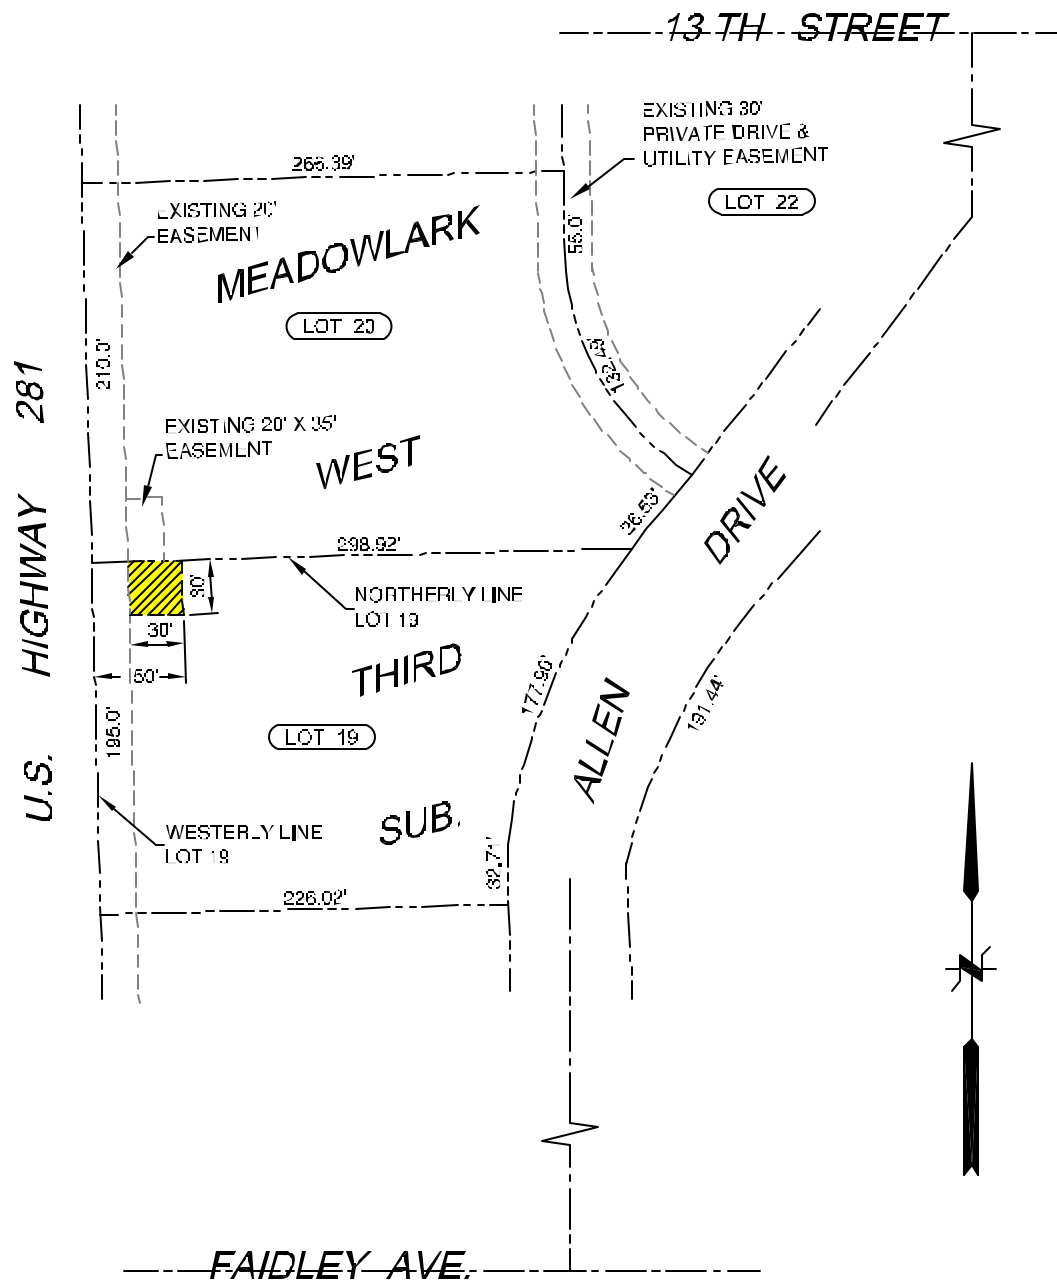 13 TH STREET
EXISTING 30'
PRIVATE DRIVE &
UTILITY EASEMENT
266.39'
LOT 22
EXISTING 20'
EASEMENT
MEADOWLARK
55.0'
LOT 20
210.0'
132.49'
U.S. HIGHWAY 281
EXISTING 20' X 35'
EASEMENT
WEST
26.53'
DRIVE
298.92'
30'
NORTHERLY LINE
LOT 19
30'
THIRD
50'
177.90'
191.44'
195.0'
LOT 19
ALLEN
SUB.
WESTERLY LINE
LOT 19
32.71'
226.02'
FAIDLEY AVE.